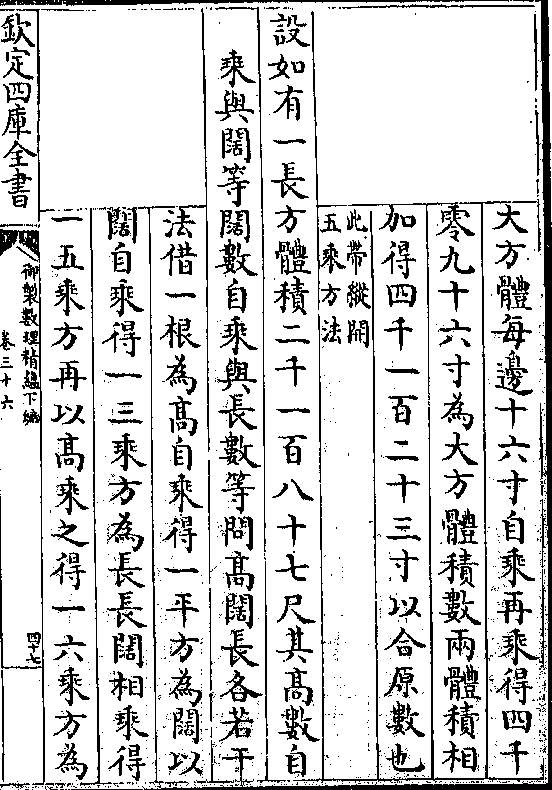 大方體每邊十六寸自乘再乘得四千
零九十六寸為大方體積數兩體積相
加得四千一百二十三寸以合原數也
此帶縱開
五乘方法
設如有一長方體積二千一百八十七尺其高數自
乘與闊等闊數自乘與長數等問高闊長各若干
法借一根為高自乘得一平方為闊以
闊自乘得一三乘方為長長闊相乘得
一五乘方再以高乘之得一六乘方為
欽定四庫全書
御製數理精蘊下編
卷三十六
四十七